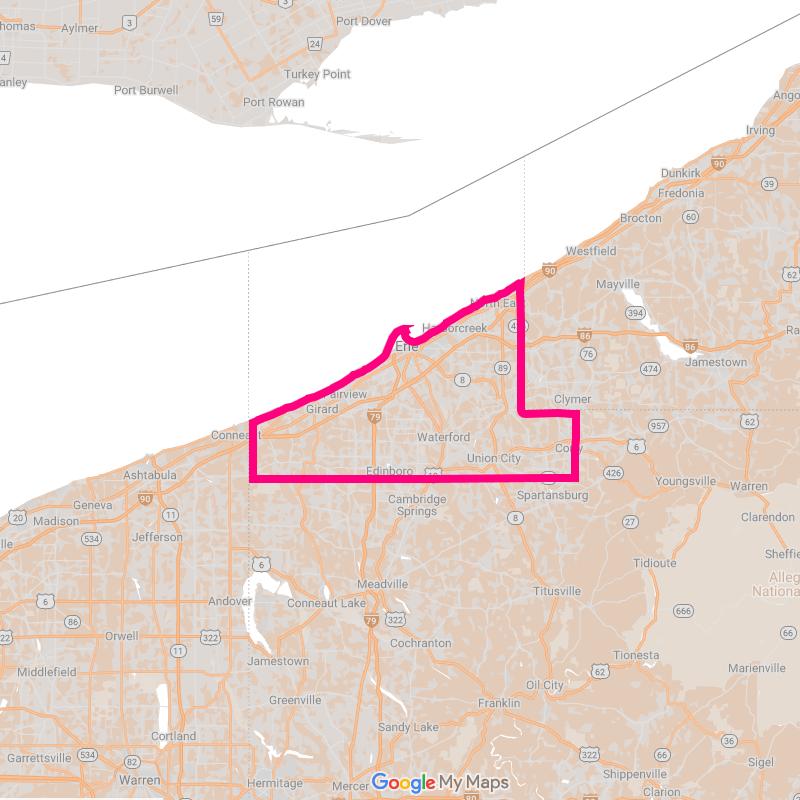 Port Dover
59
3
3
homas
Aylmer
24
4
Turkey Point
anley
Port Burwell
Port Rowan
Ango
Irving
90
Dunkirk
39
Fredonia
Brocton
60
Westfield
90
62
Mayville
394
North Eas
Harborcreek
86
Erie
76
86
Jamestown
89
474
8
Fairview
Clymer
Girard
79
957
62
Conneaut
Waterford
Corry
6
Union City
Edinboro
426
Ashtabula
Youngsville
Warren
90
Spartansburg
Geneva
Cambridge
Springs
20
Madison
11
8
27
Clarendon
534
Jefferson
Sheffie
6
Tidioute
Alleg
Nationa
Meadville
Titusville
6
Andover
Conneaut Lake
666
86
79
322
22
Orwell
322
66
Cochranton
11
Tionesta
Jamestown
Middlefield
62
Marienville
Oil City
Greenville
Franklin
Cortland
Sandy Lake
36
534
322
66
Garrettsville
82
Sigel
Warren
Shippenville
Hermitage
Mercer
Google My Maps
Clarion